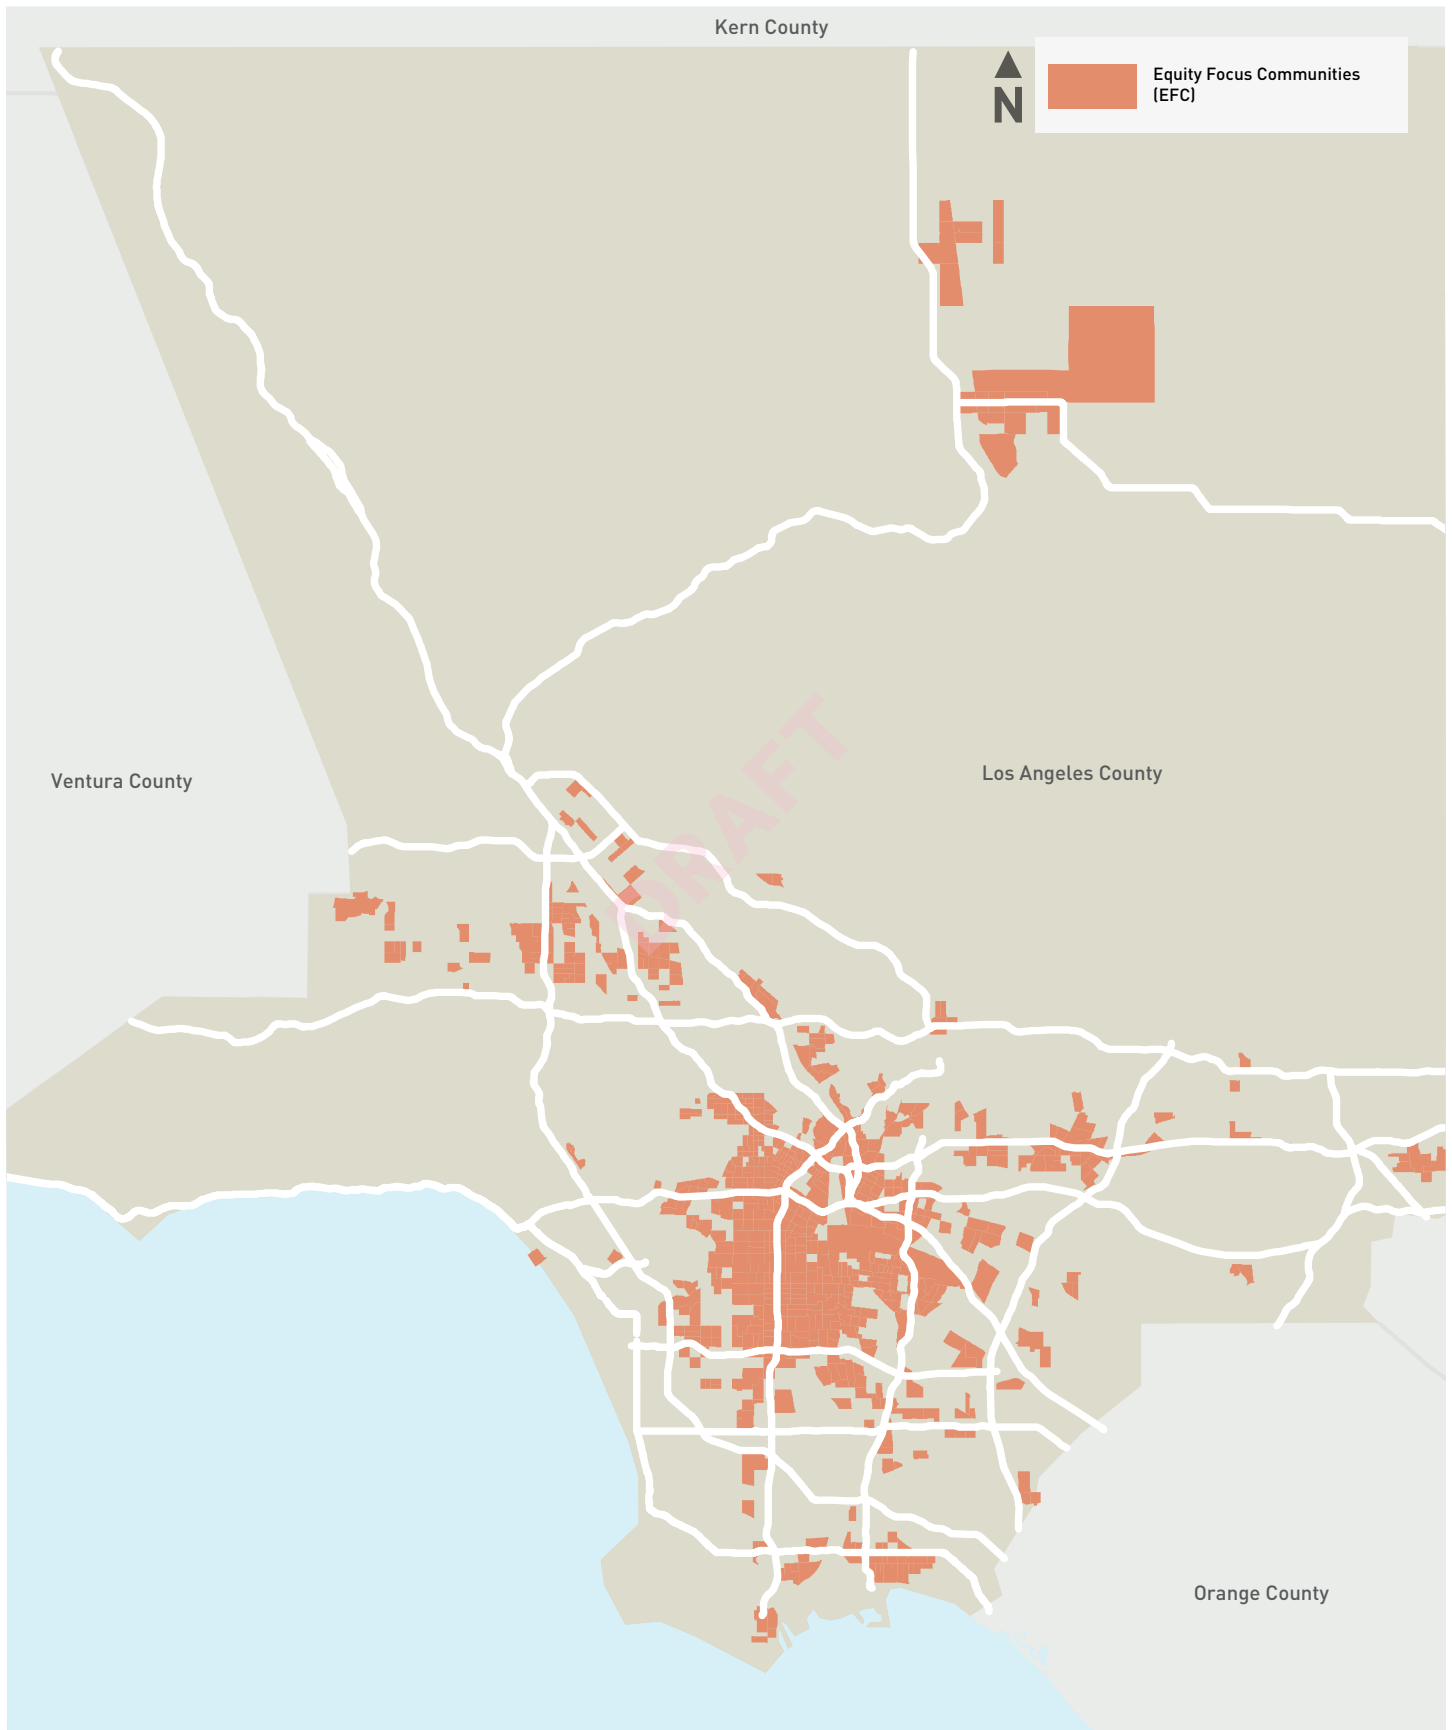 Kern County
N
Equity Focus Communities
(EFC)
Ventura County
Los Angeles County
DRAFT
Orange County